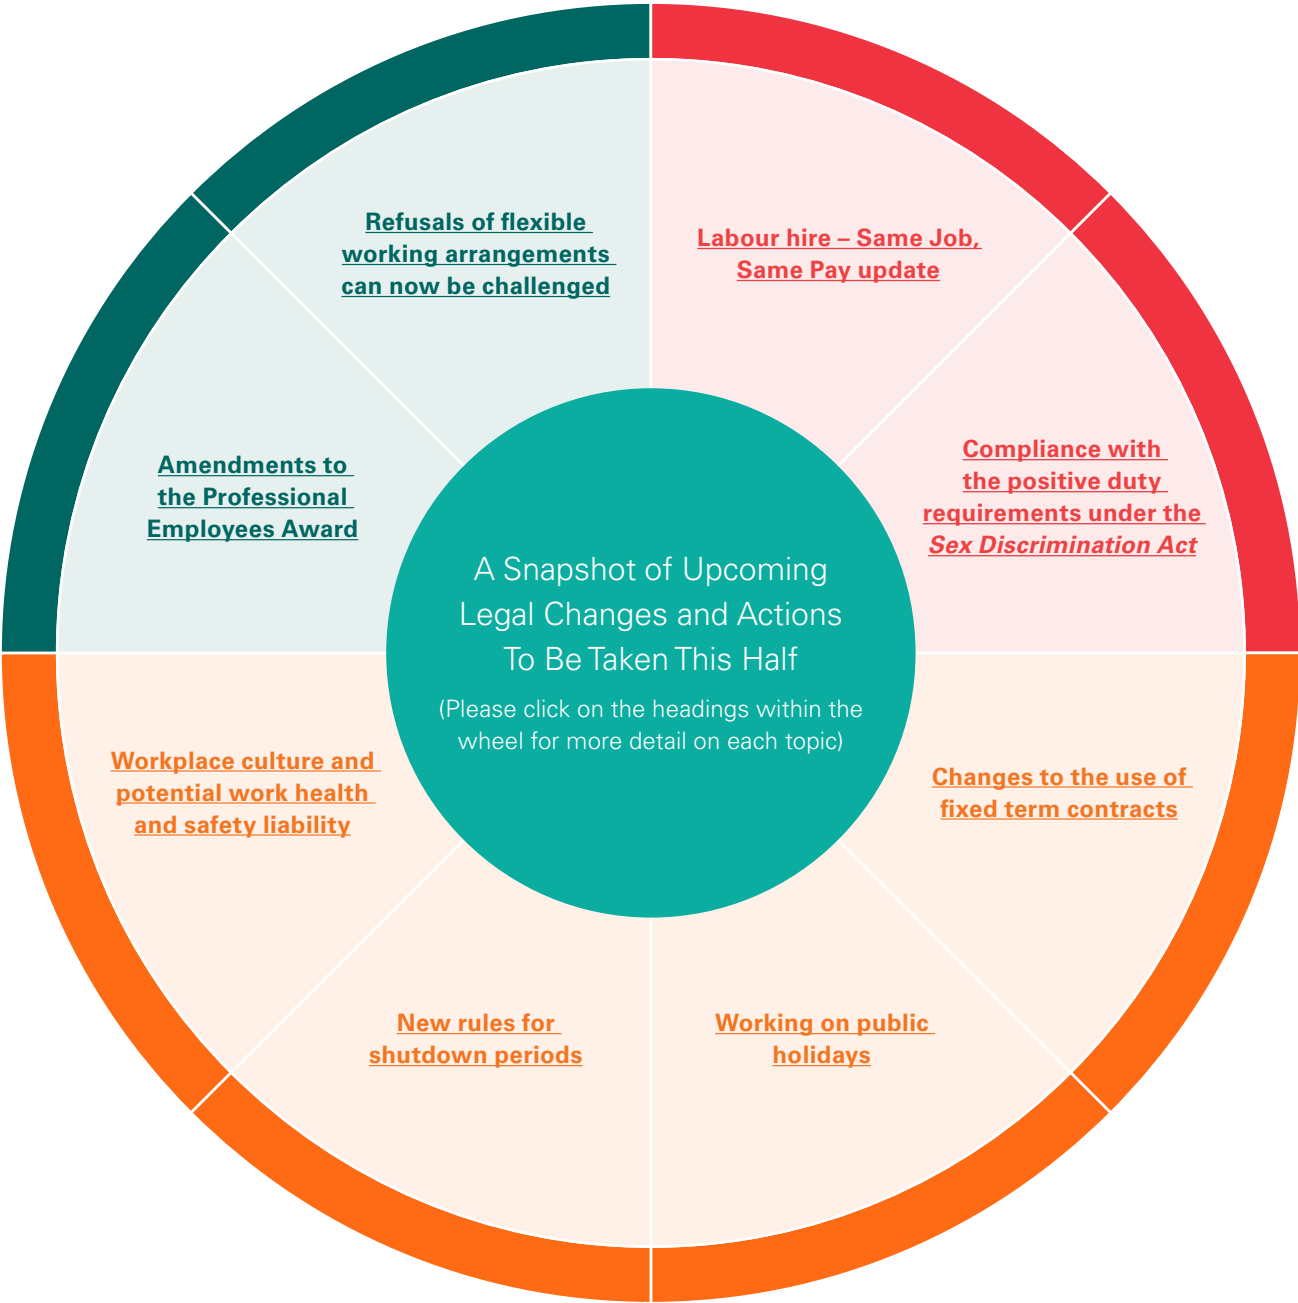 Refusals of flexible
working arrangements
can now be challenged
Labour hire – Same Job,
Same Pay update
Compliance with
the positive duty
requirements under the
Sex Discrimination Act
Amendments to
the Professional
Employees Award
A Snapshot of Upcoming
Legal Changes and Actions
To Be Taken This Half
(Please click on the headings within the
wheel for more detail on each topic)
Workplace culture and
potential work health
and safety liability
Changes to the use of
fixed term contracts
New rules for
shutdown periods
Working on public
holidays